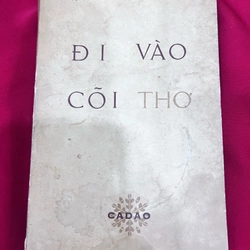 ĐI VÀO
CÕI THƠ
CADAO